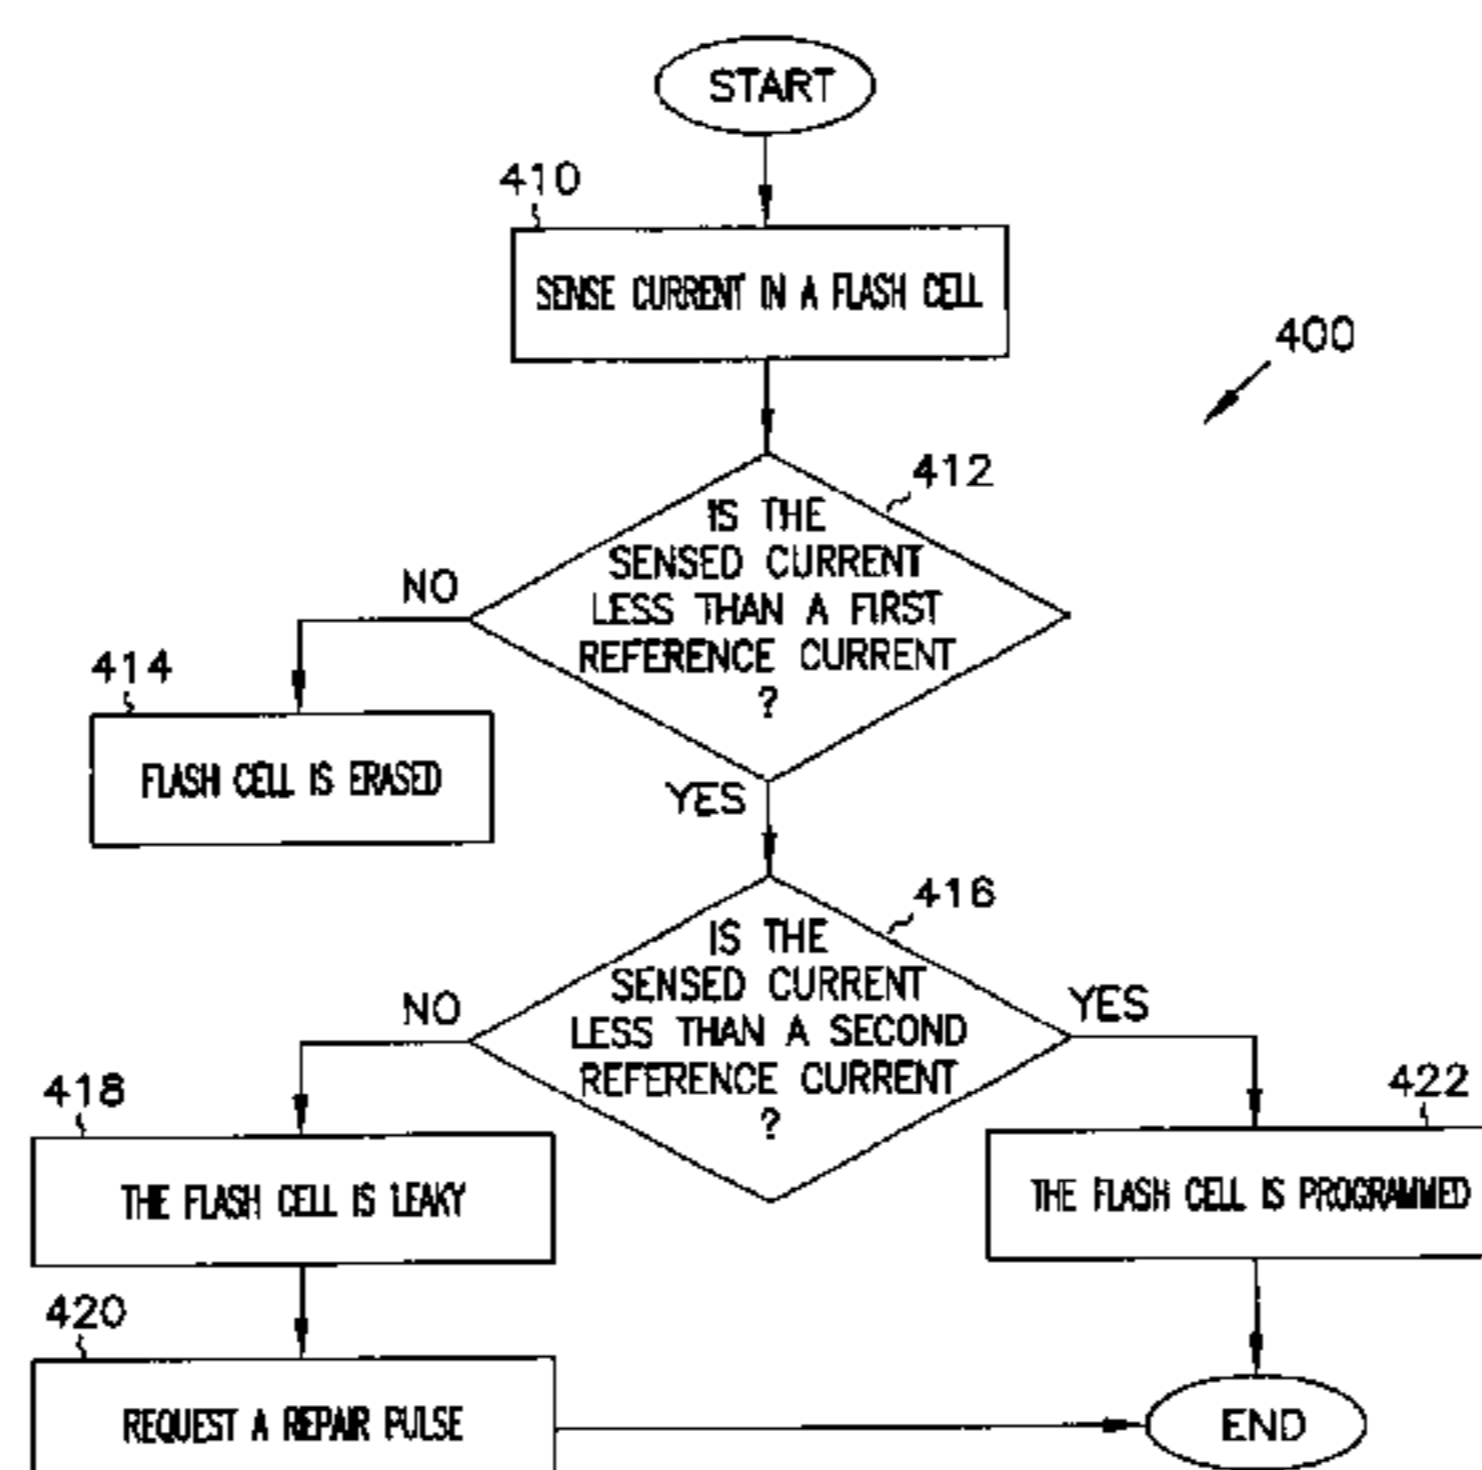 START
410
SENSE CURRENT IN A FLASH CELL
400
412
IS THE
SENSED CURRENT
LESS THAN A FIRST
REFERENCE CURRENT
?
NO
414
FLASH CELL IS ERASED
YES
416
IS THE
SENSED CURRENT
LESS THAN A SECOND
REFERENCE CURRENT
?
NO
YES
418
THE FLASH CELL IS LEAKY
422
THE FLASH CELL IS PROGRAMMED
420
REQUEST A REPAIR PULSE
END